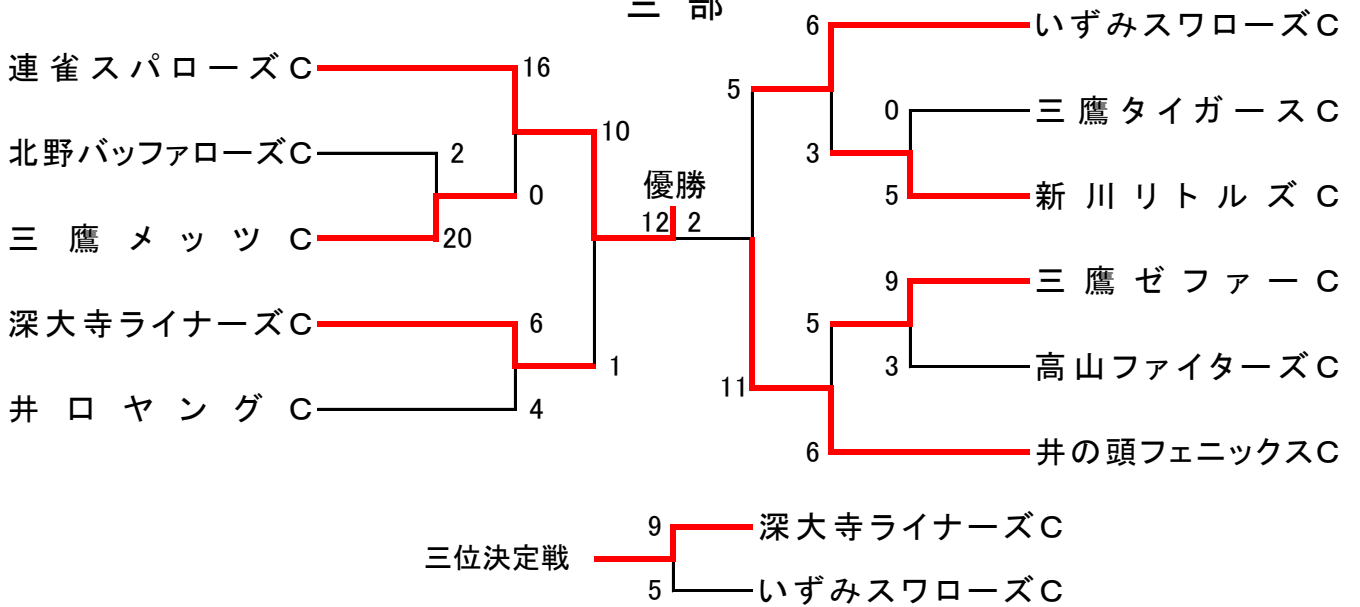 三部
連雀スパローズC
16
北野バッファローズC
2
10
0
三鷹メッツC
20
深大寺ライナーズC
6
1
井口ヤングC
4
優勝
12 2
6
いずみスワローズC
5
0
三鷹タイガースC
3
5
新川リトルズC
9
三鷹ゼファーC
5
3
高山ファイターズC
11
6
井の頭フェニックスC
三位決定戦
9
深大寺ライナーズC
5
いずみスワローズC